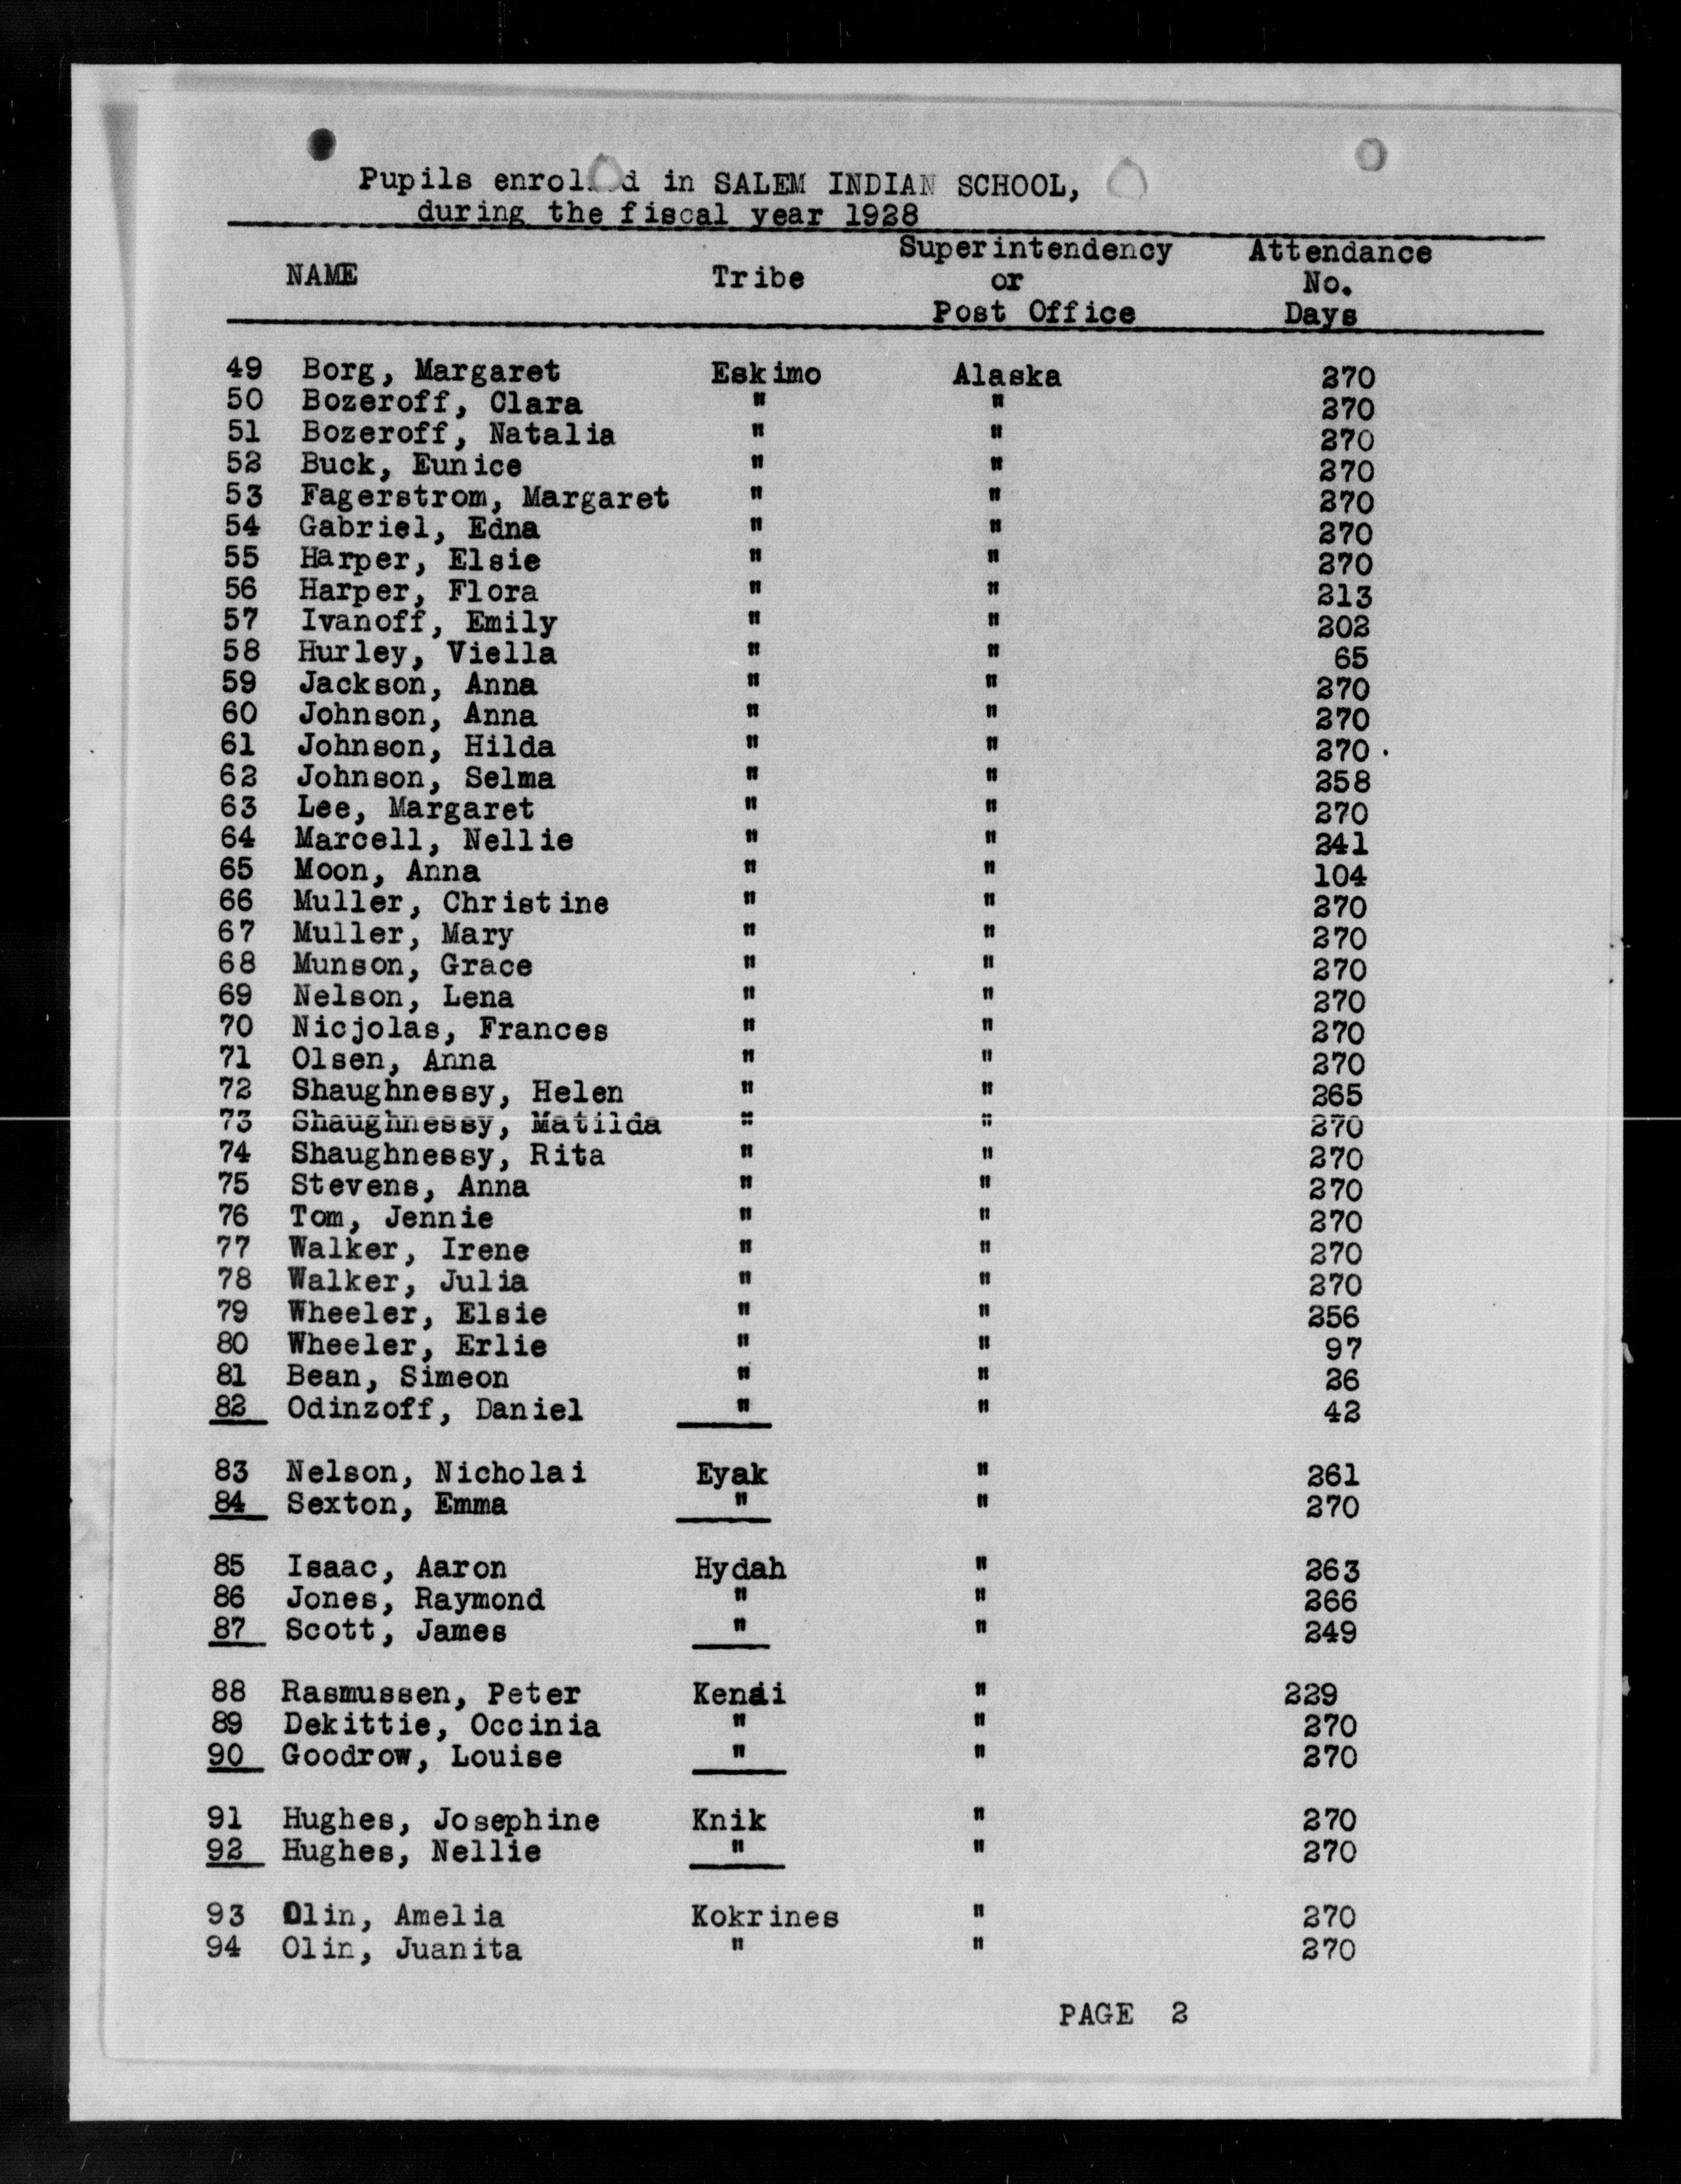 Pupils enrolled in SALEM INDIAN SCHOOL,
during the fiscal year 1928
NAME Tribe Superintendency or Post Office Attendance No. Days
49 Borg, Margaret Eskimo Alaska 270
50 Bozeroff, Clara " " 270
51 Bozeroff, Natalia " " 270
52 Buck, Eunice " " 270
53 Fagerstrom, Margaret " " 270
54 Gabriel, Edna " " 270
55 Harper, Elsie " " 270
56 Harper, Flora " " 213
57 Ivanoff, Emily " " 202
58 Hurley, Viella " " 65
59 Jackson, Anna " " 270
60 Johnson, Anna " " 270
61 Johnson, Hilda " " 270
62 Johnson, Selma " " 258
63 Lee, Margaret " " 270
64 Marcell, Nellie " " 241
65 Moon, Anna " " 104
66 Muller, Christine " " 270
67 Muller, Mary " " 270
68 Munson, Grace " " 270
69 Nelson, Lena " " 270
70 Nicjolas, Frances " " 270
71 Olsen, Anna " " 270
72 Shaughnessy, Helen " " 265
73 Shaughnessy, Matilda " " 270
74 Shaughnessy, Rita " " 270
75 Stevens, Anna " " 270
76 Tom, Jennie " " 270
77 Walker, Irene " " 270
78 Walker, Julia " " 270
79 Wheeler, Elsie " " 256
80 Wheeler, Erlie " " 97
81 Bean, Simeon " " 26
82 Odinzoff, Daniel " " 42
83 Nelson, Nicholai Eyak " 261
84 Sexton, Emma " " 270
85 Isaac, Aaron Hydah " 263
86 Jones, Raymond " " 266
87 Scott, James " " 249
88 Rasmussen, Peter Kenai " 229
89 Dekittie, Occinia " " 270
90 Goodrow, Louise " " 270
91 Hughes, Josephine Knik " 270
92 Hughes, Nellie " " 270
93 Olin, Amelia Kokrines " 270
94 Olin, Juanita " " 270
PAGE 2